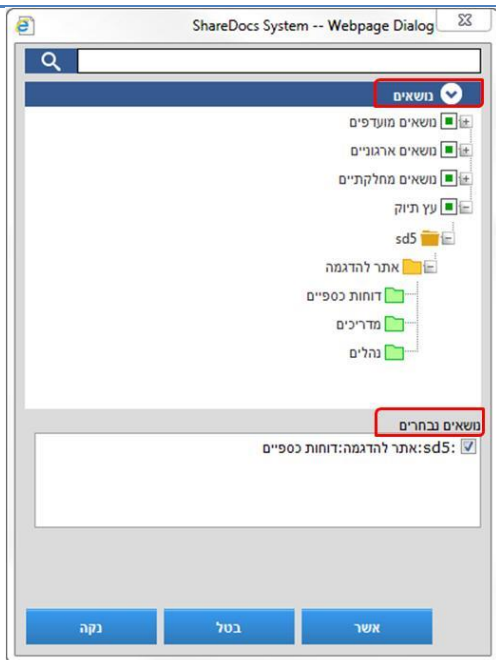 ShareDocs System -- Webpage Dialog
נושאים
נושאים מועדפים
נושאים ארגוניים
נושאים מחלקתיים
עץ תיוק
sd5
אתר להדגמה
דוחות כספיים
מדריכים
נהלים
נושאים נבחרים
sd5:אתר להדגמה:דוחות כספיים:
אשר
בטל
נקה